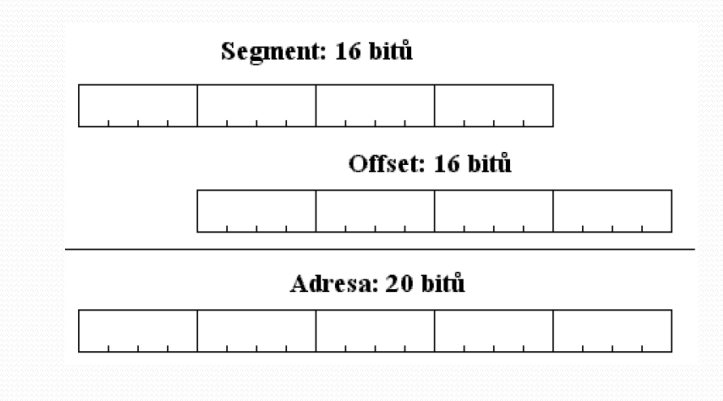 Segment: 16 bitů
Offset: 16 bitů
Adresa: 20 bitů